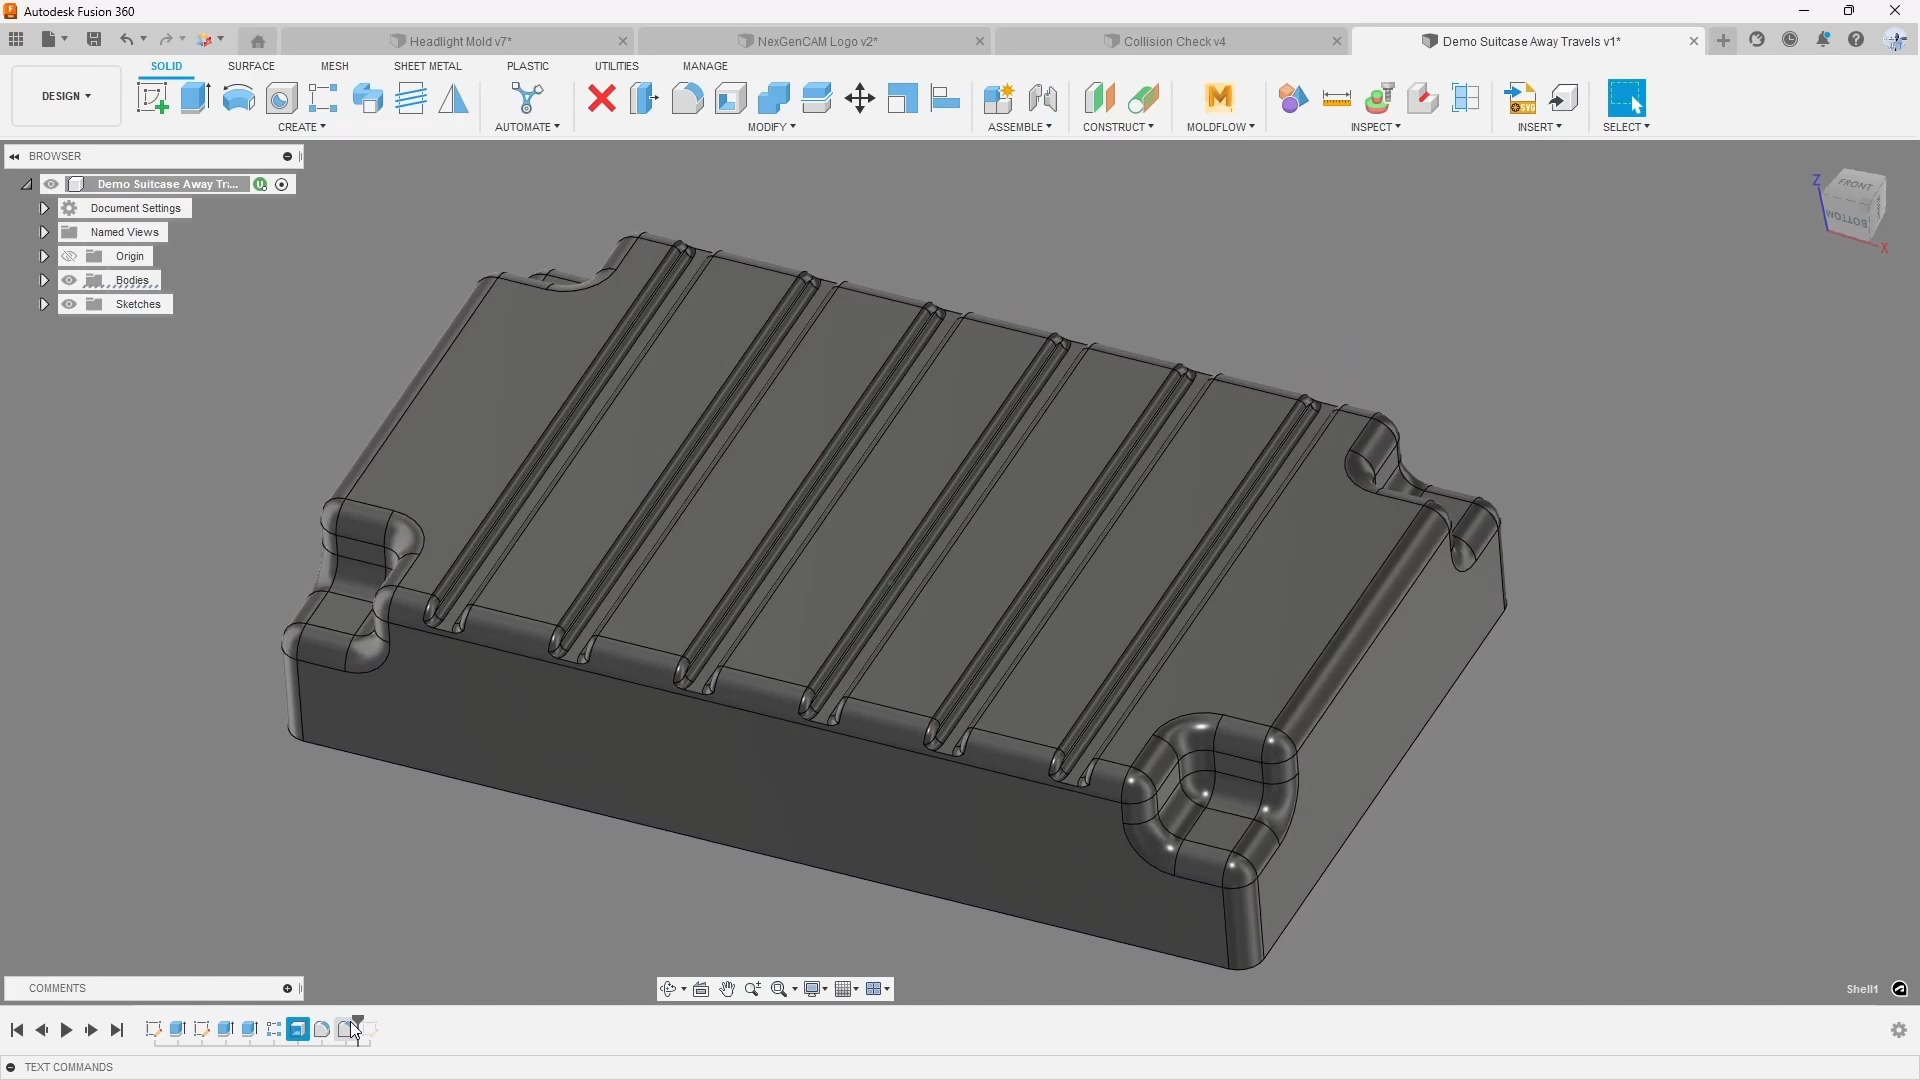 Autodesk Fusion 360
Headlight Mold v7*
NexGenCAM Logo v2*
Collision Check v4
Demo Suitcase Away Travels v1*
DESIGN
SOLID
SURFACE
MESH
SHEET METAL
PLASTIC
UTILITIES
MANAGE
CREATE
AUTOMATE
MODIFY
ASSEMBLE
CONSTRUCT
MOLDFLOW
INSPECT
INSERT
SELECT
BROWSER
Demo Suitcase Away Tr...
Document Settings
Named Views
Origin
Bodies
Sketches
Z
FRONT
BOTTOM
X
COMMENTS
Shell1
TEXT COMMANDS